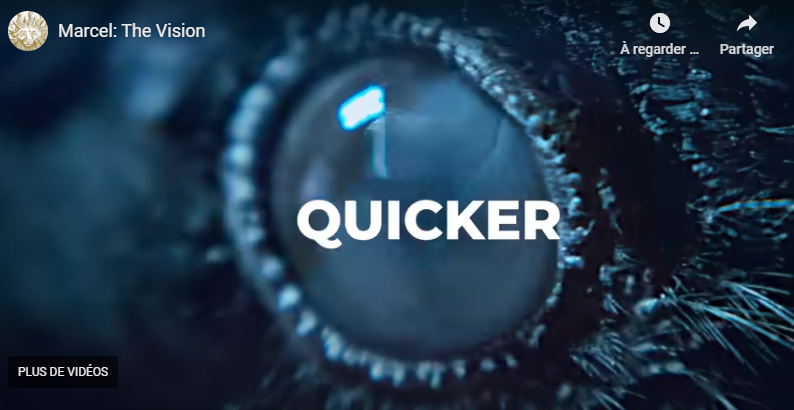 Marcel: The Vision
À regarder ...
Partager
QUICKER
PLUS DE VIDÉOS